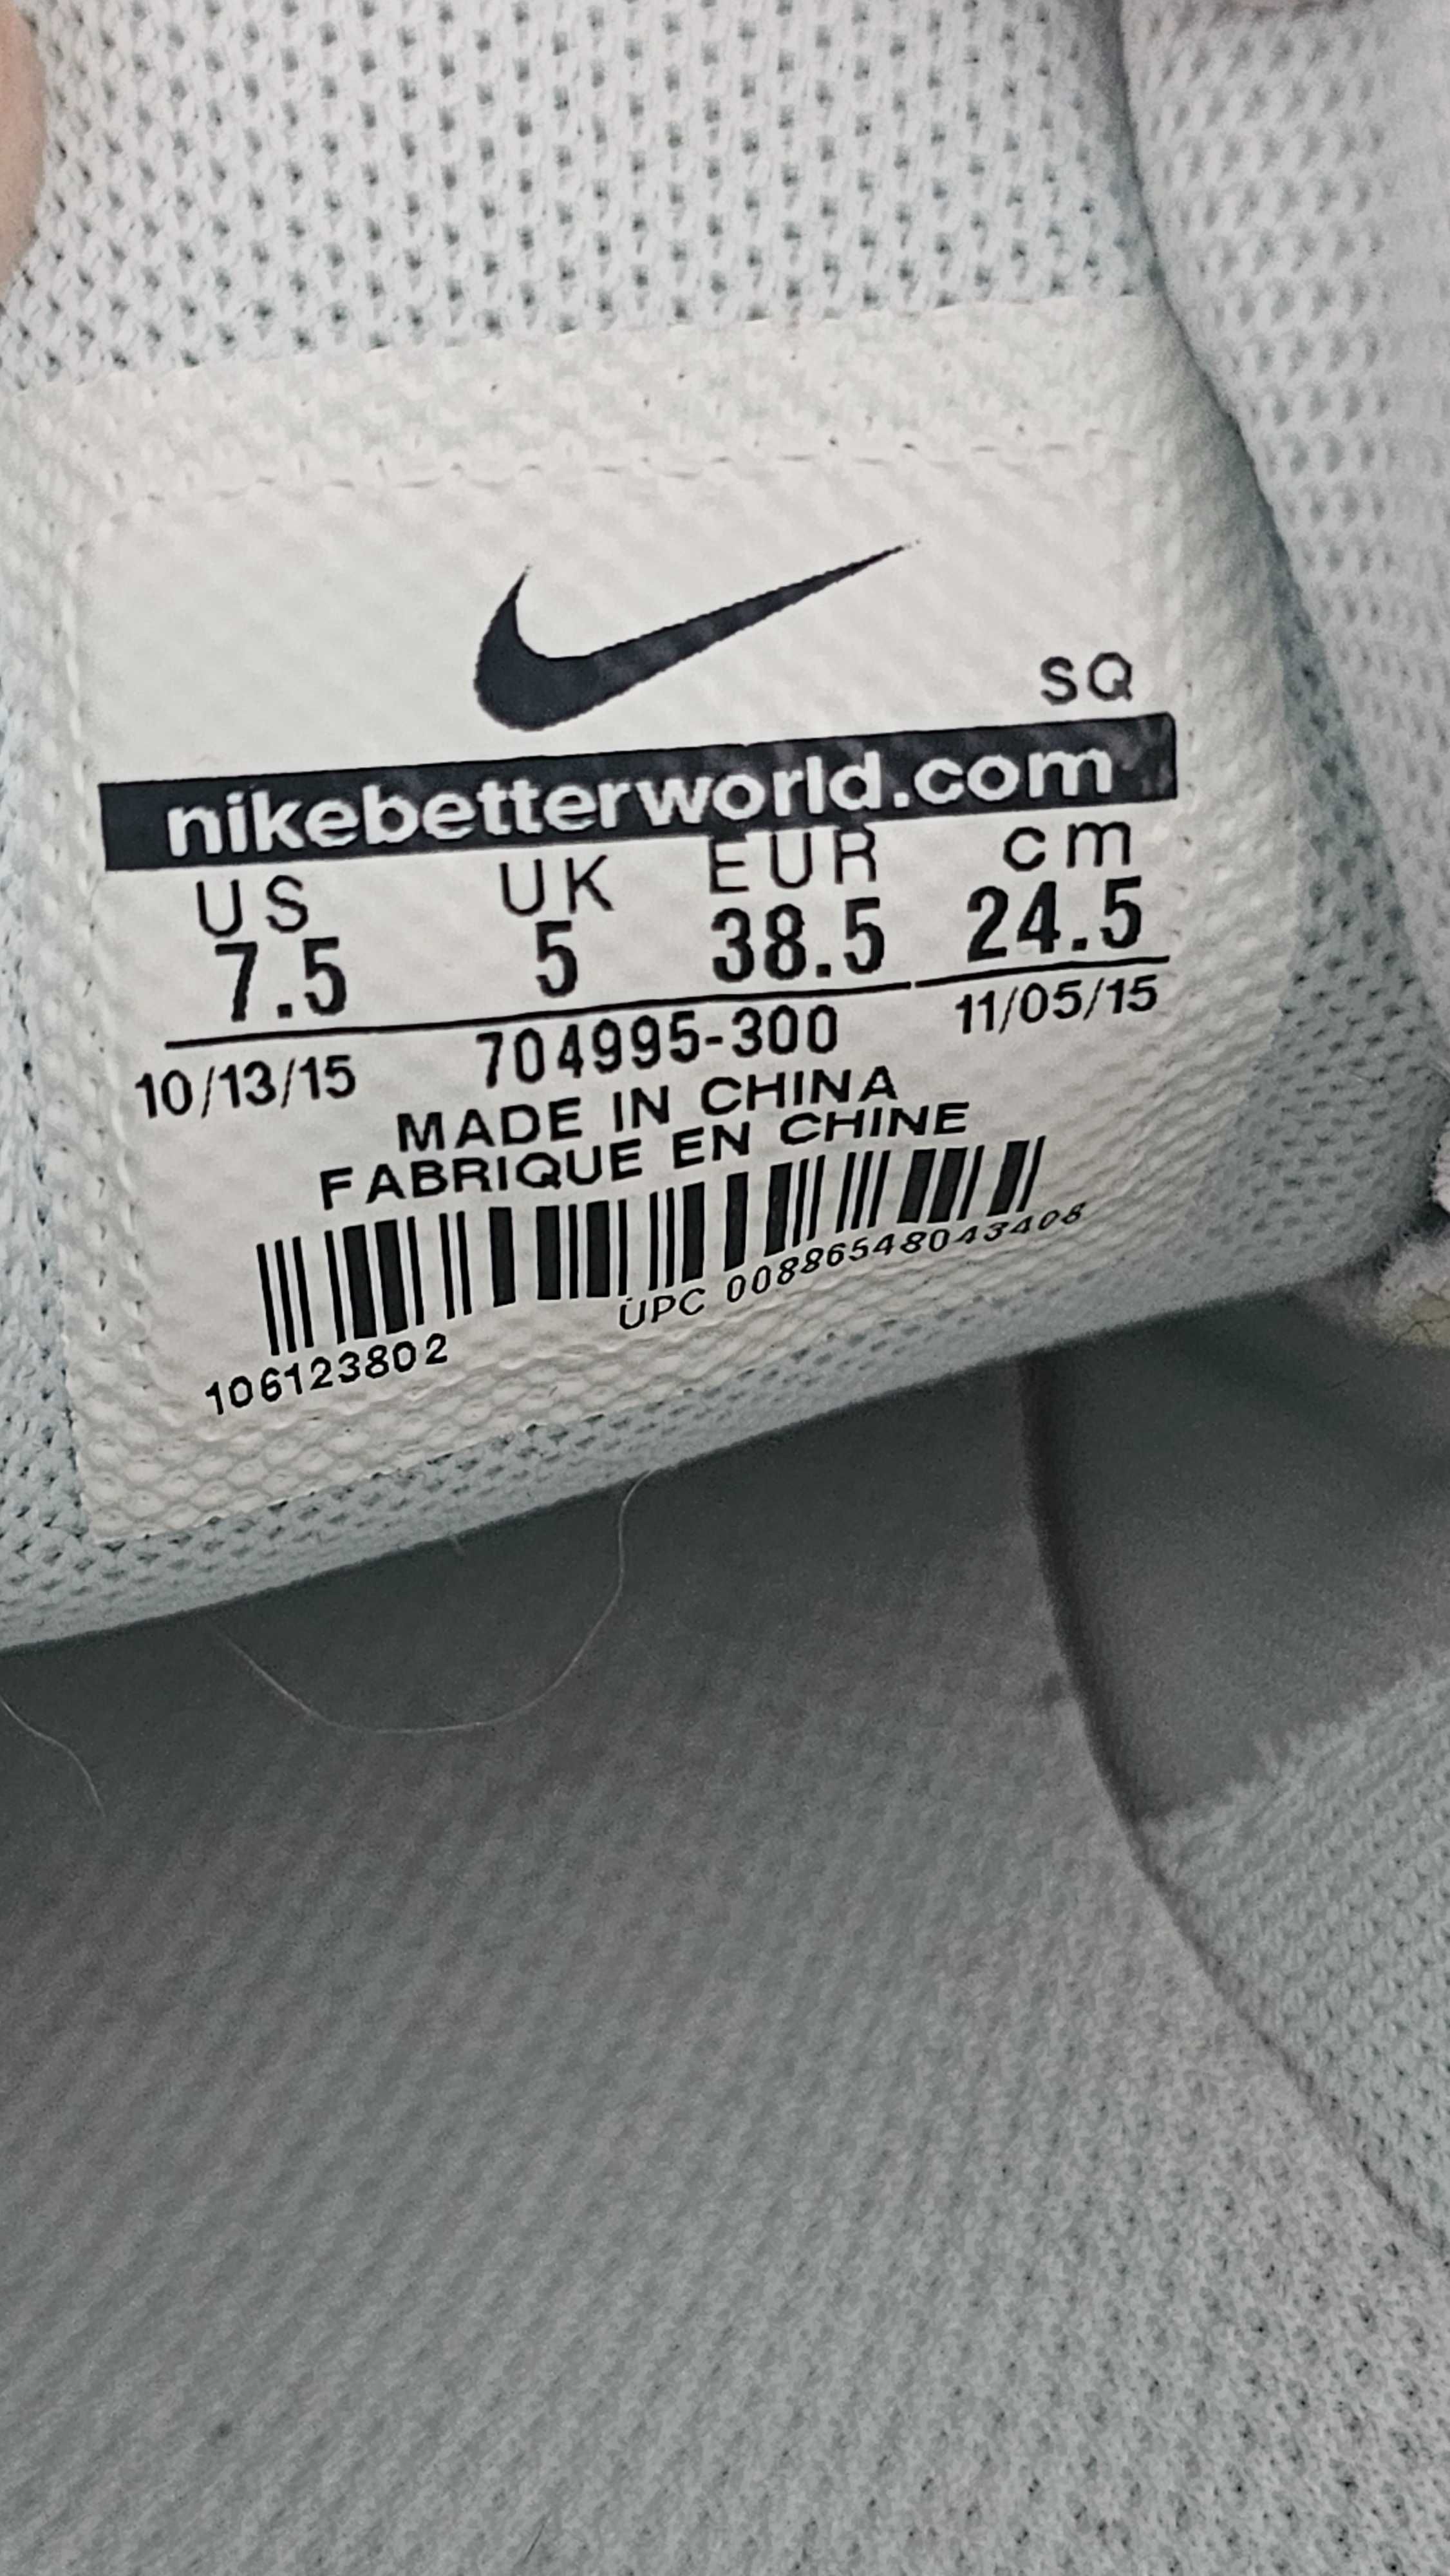 SQ
nikebetterworld.com
US UK EUR cm
7.5 5 38.5 24.5
10/13/15 704995-300 11/05/15
MADE IN CHINA
FABRIQUE EN CHINE
106123802 UPC 00886548043408